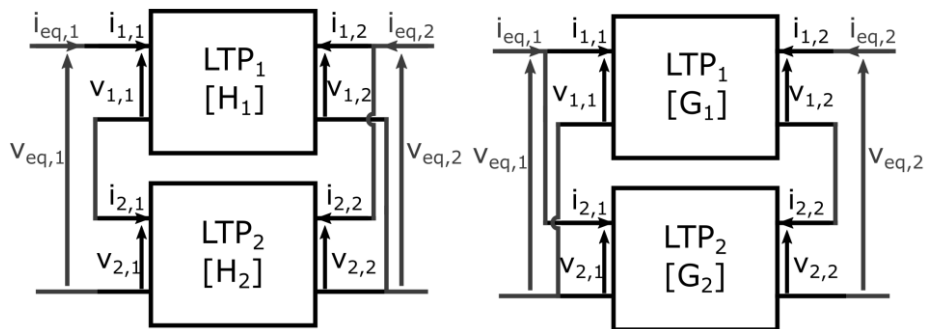 i_eq,1 i_1,1 i_1,2 i_eq,2
LTP_1
[H_1]
v_1,1 v_1,2
v_eq,1 v_eq,2
i_2,1 i_2,2
LTP_2
[H_2]
v_2,1 v_2,2
i_eq,1 i_1,1 i_1,2 i_eq,2
LTP_1
[G_1]
v_1,1 v_1,2
v_eq,1 v_eq,2
i_2,1 i_2,2
LTP_2
[G_2]
v_2,1 v_2,2